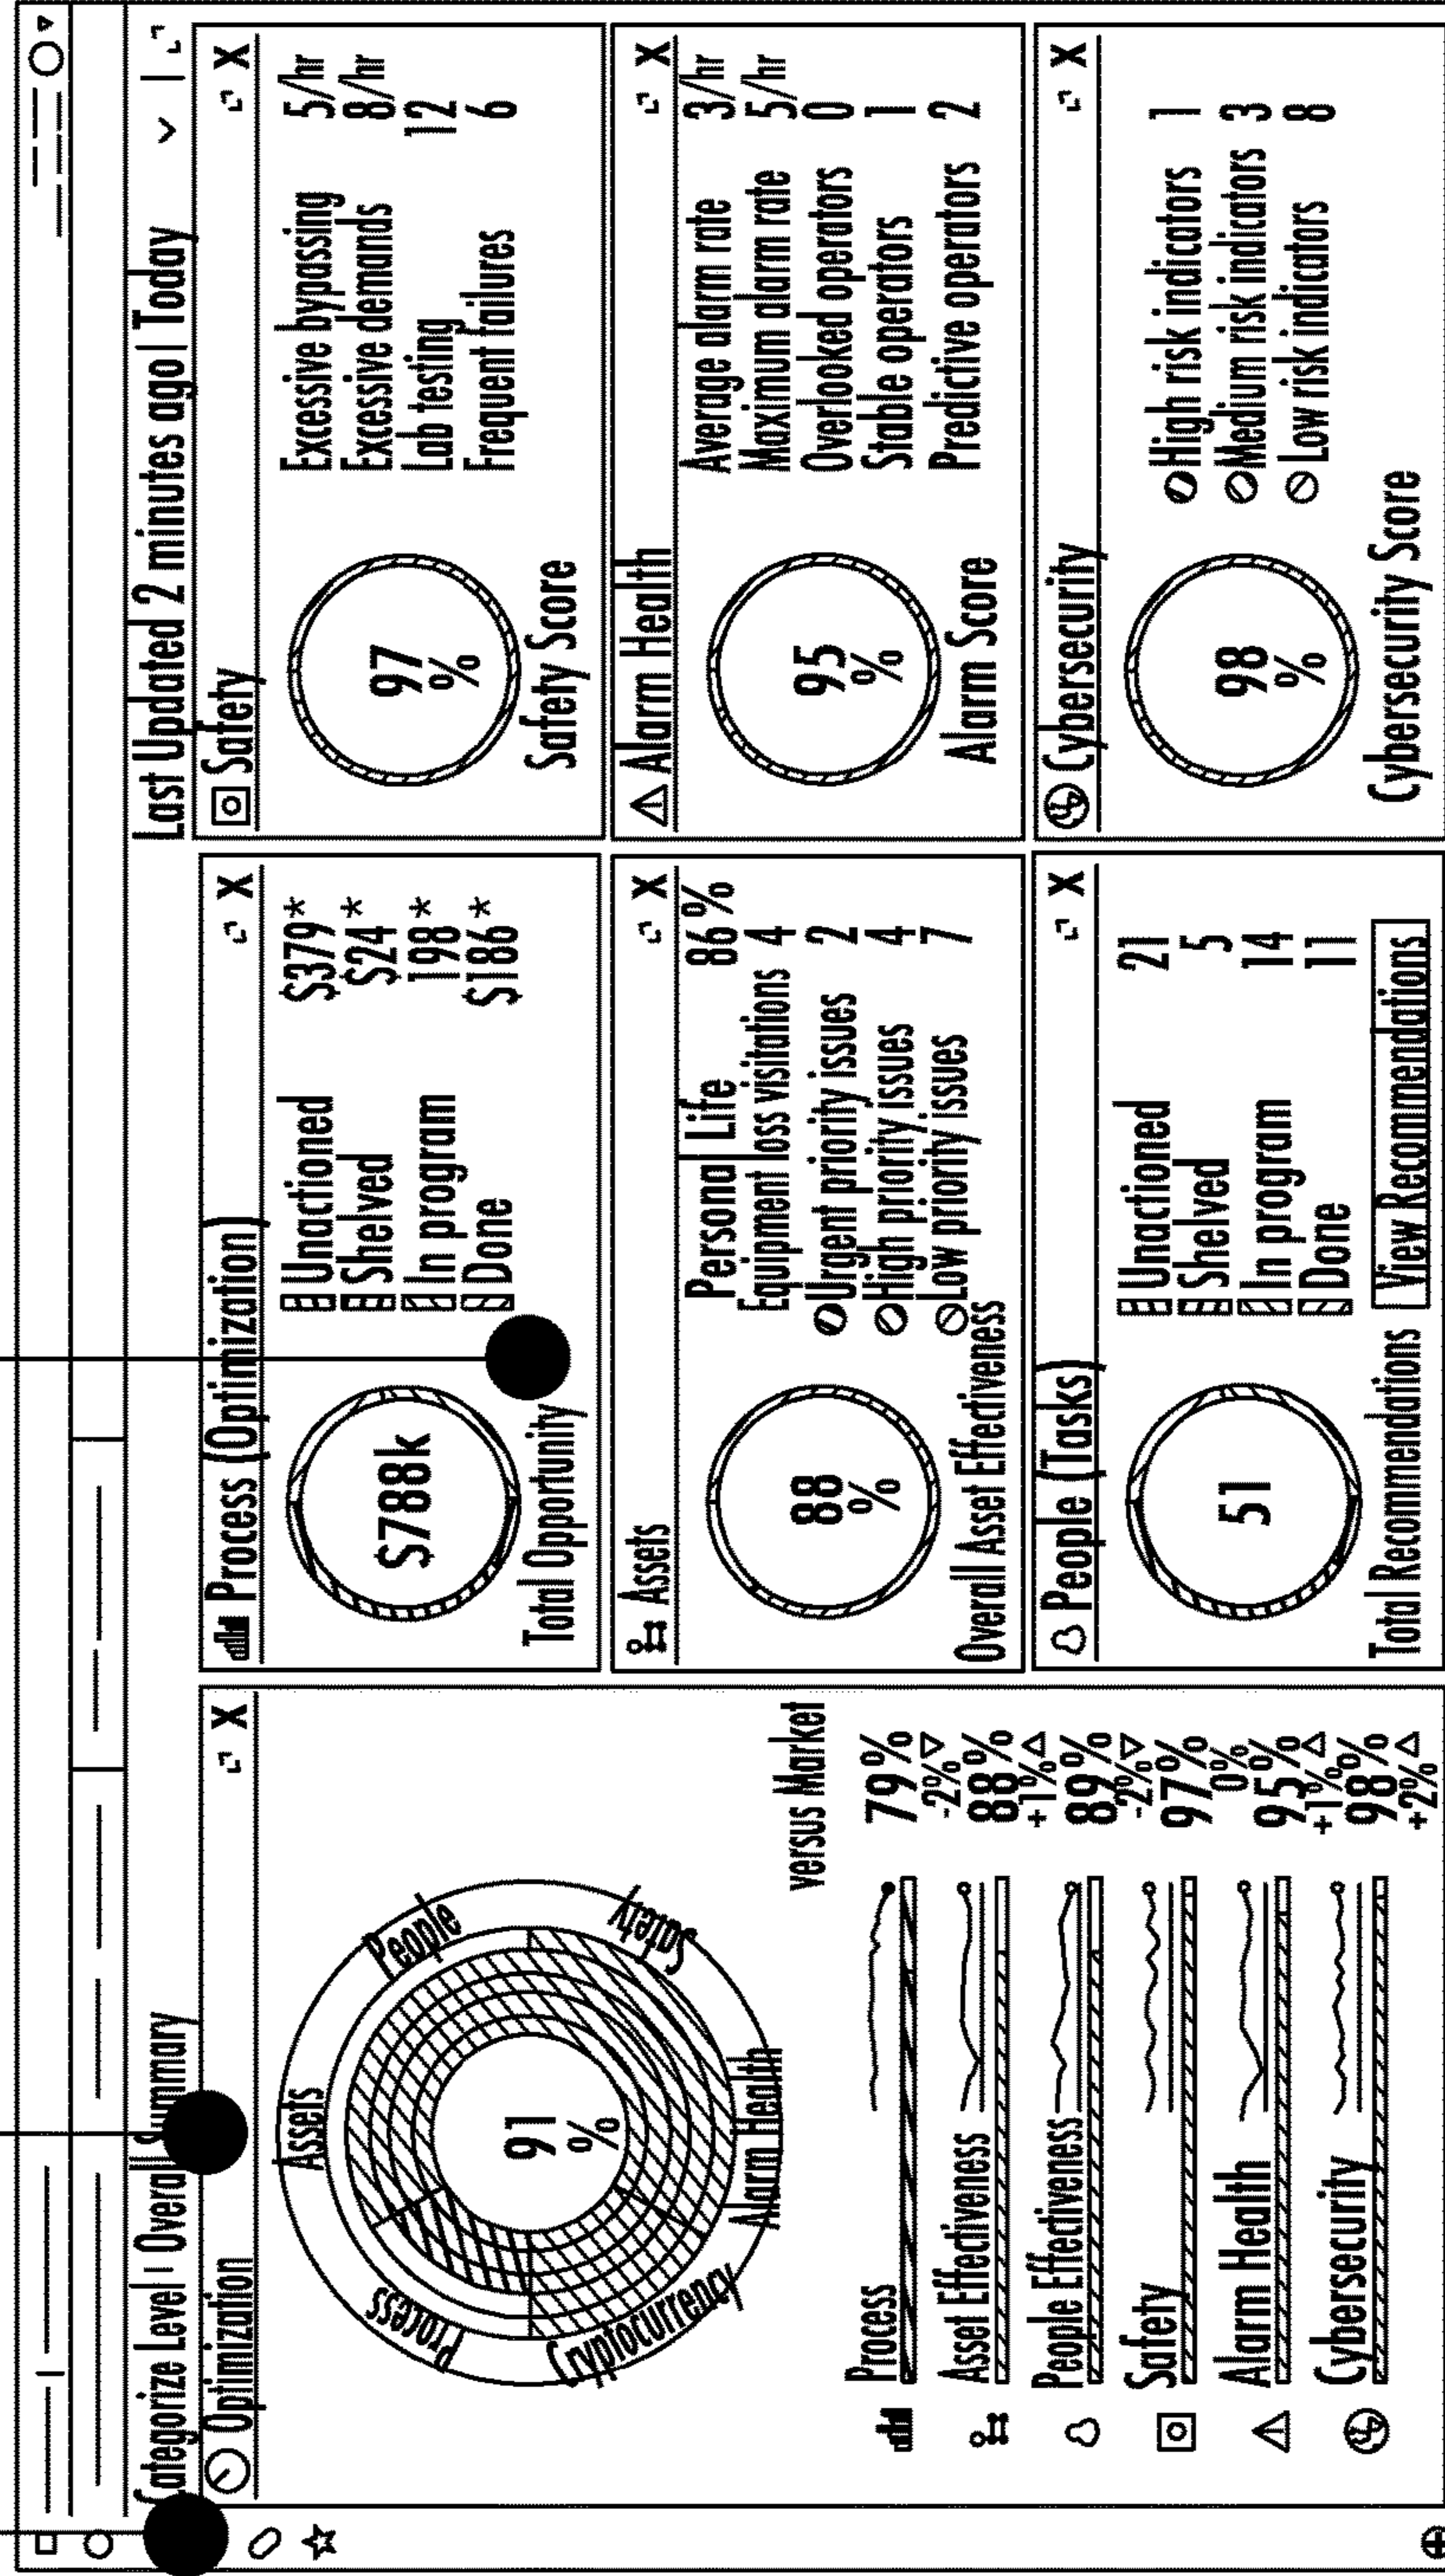 Categorize Level | Overall Summary
Last Updated 2 minutes ago | Today
Optimization X
Assets
People
Safety
Alarm Health
Cryptocurrency
Process
91
%
versus Market
Process 79%
-2%
Asset Effectiveness 88%
+1%
People Effectiveness 89%
-2%
Safety 97%
0%
Alarm Health 95%
+1%
Cybersecurity 98%
+2%
Process (Optimization) X
$788k
Total Opportunity
Unactioned $379*
Shelved $24*
In program 198*
Done $186*
Safety X
97
%
Safety Score
Excessive bypassing 5/hr
Excessive demands 8/hr
Lab testing 12
Frequent failures 6
Assets X
88
%
Overall Asset Effectiveness
Persona Life 86%
Equipment loss visitations 4
Urgent priority issues 2
High priority issues 4
Low priority issues 7
Alarm Health X
95
%
Alarm Score
Average alarm rate 3/hr
Maximum alarm rate 5/hr
Overlooked operators 0
Stable operators 1
Predictive operators 2
People (Tasks) X
51
Total Recommendations
Unactioned 21
Shelved 5
In program 14
Done 11
View Recommendations
Cybersecurity X
98
%
Cybersecurity Score
High risk indicators 1
Medium risk indicators 3
Low risk indicators 8